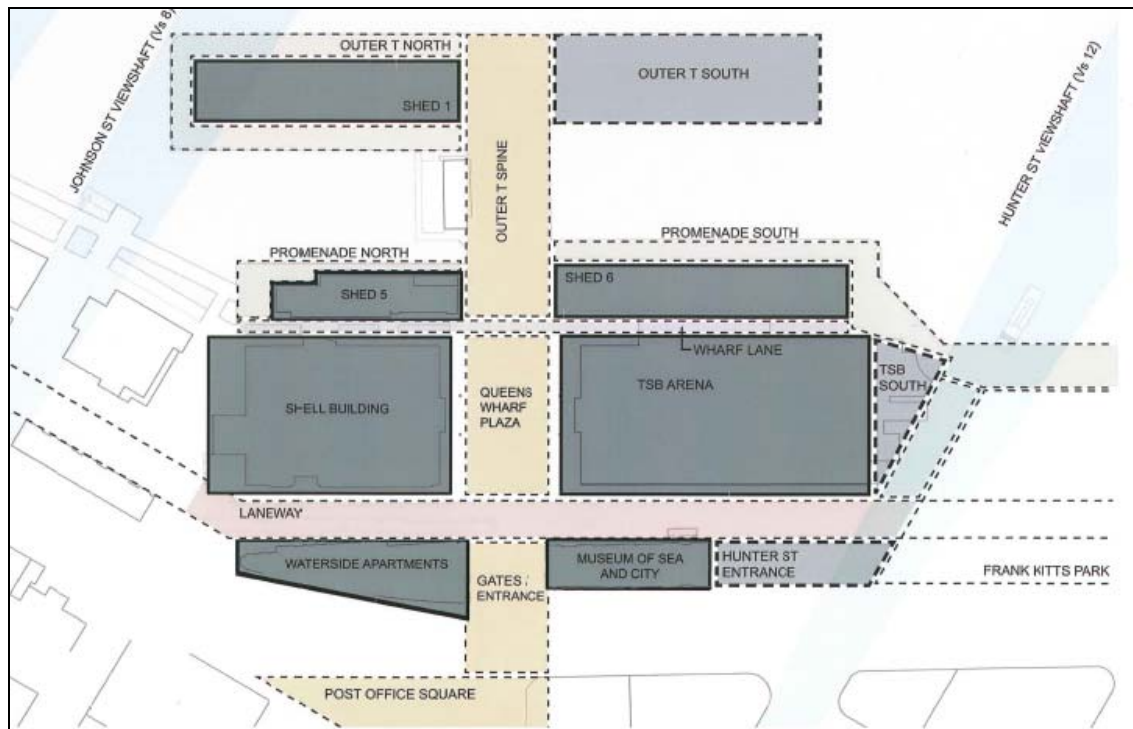 JOHNSON ST VIEWSHAFT (Vs 8)
OUTER T NORTH
SHED 1
OUTER T SOUTH
HUNTER ST VIEWSHAFT (Vs 12)
OUTER T SPINE
PROMENADE NORTH
PROMENADE SOUTH
SHED 5
SHED 6
WHARF LANE
SHELL BUILDING
QUEENS
WHARF
PLAZA
TSB ARENA
TSB
SOUTH
LANEWAY
WATERSIDE APARTMENTS
GATES /
ENTRANCE
MUSEUM OF SEA
AND CITY
HUNTER ST
ENTRANCE
FRANK KITTS PARK
POST OFFICE SQUARE